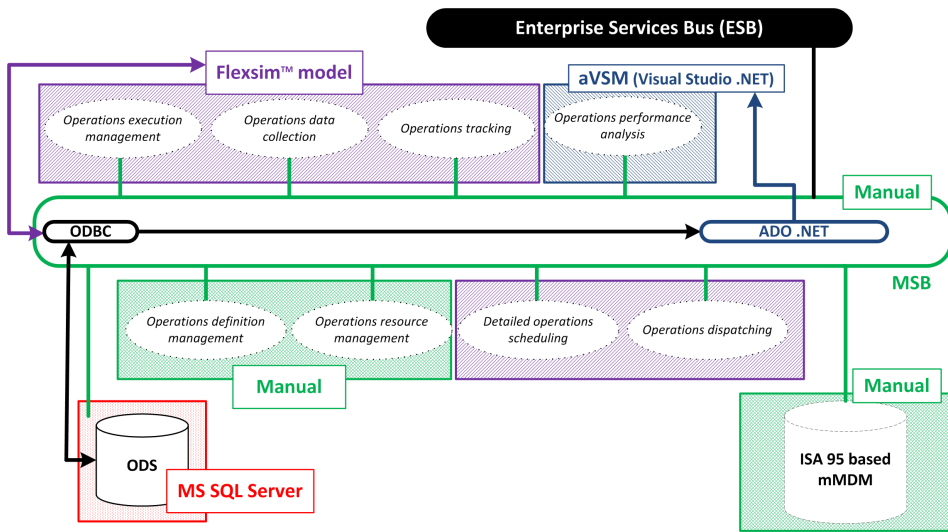 Enterprise Services Bus (ESB)
Flexsim™ model
aVSM (Visual Studio .NET)
Operations execution
management
Operations data
collection
Operations tracking
Operations performance
analysis
Manual
ODBC
ADO .NET
MSB
Operations definition
management
Operations resource
management
Detailed operations
scheduling
Operations dispatching
Manual
Manual
ODS
MS SQL Server
ISA 95 based
mMDM